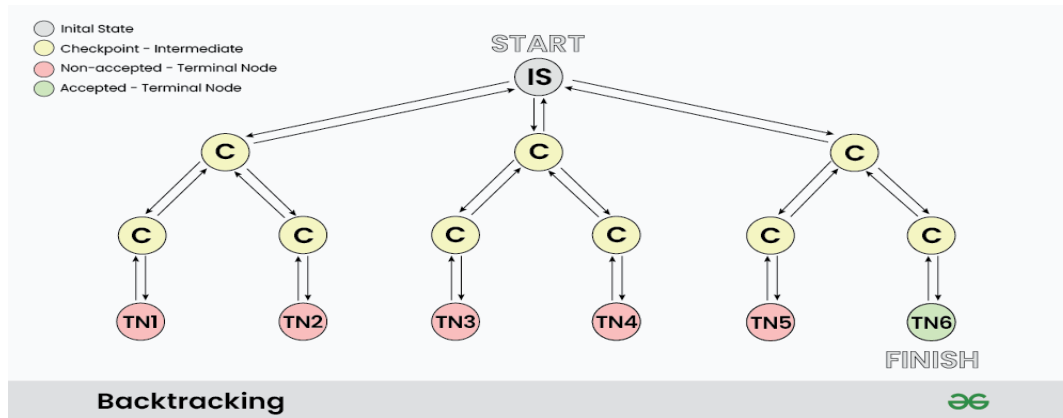 Inital State
Checkpoint - Intermediate
Non-accepted - Terminal Node
Accepted - Terminal Node
START
IS
C C C
C C C C C C
TN1 TN2 TN3 TN4 TN5 TN6
FINISH
Backtracking